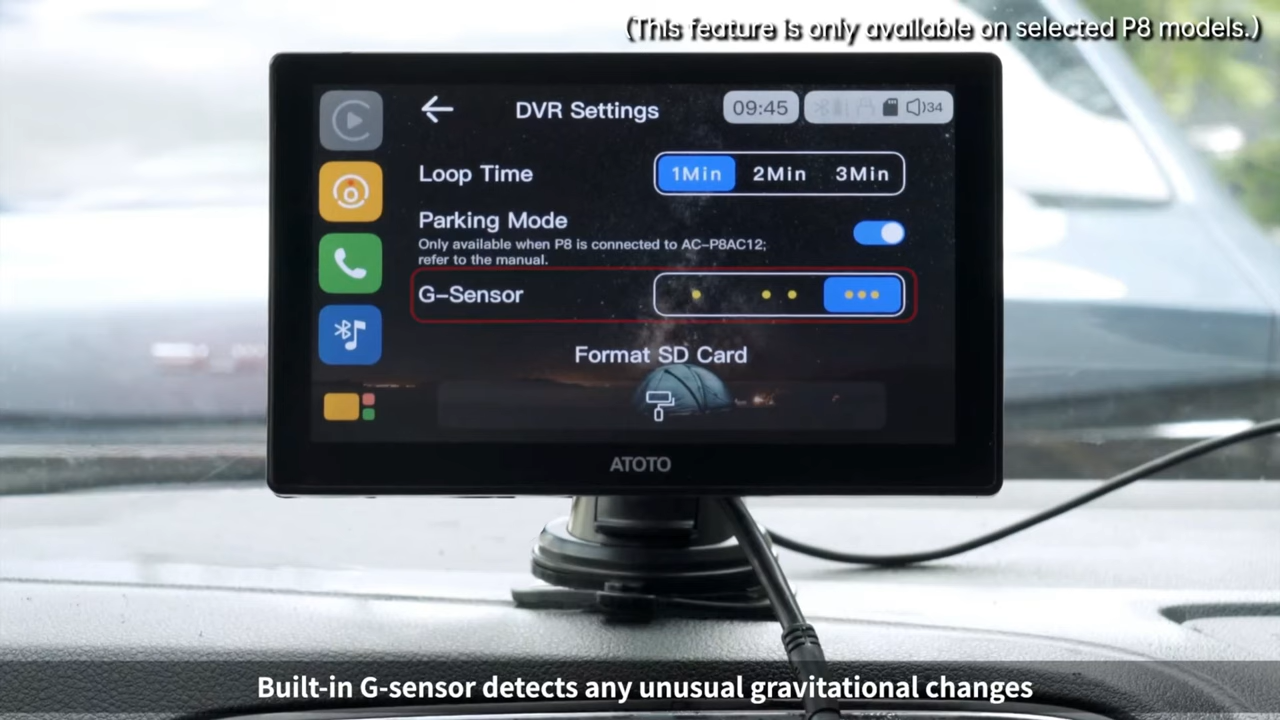 (This feature is only available on selected P8 models.)
DVR Settings
09:45
34
Loop Time
1Min 2Min 3Min
Parking Mode
Only available when P8 is connected to AC-P8AC12;
refer to the manual.
G-Sensor
Format SD Card
ATOTO
Built-in G-sensor detects any unusual gravitational changes